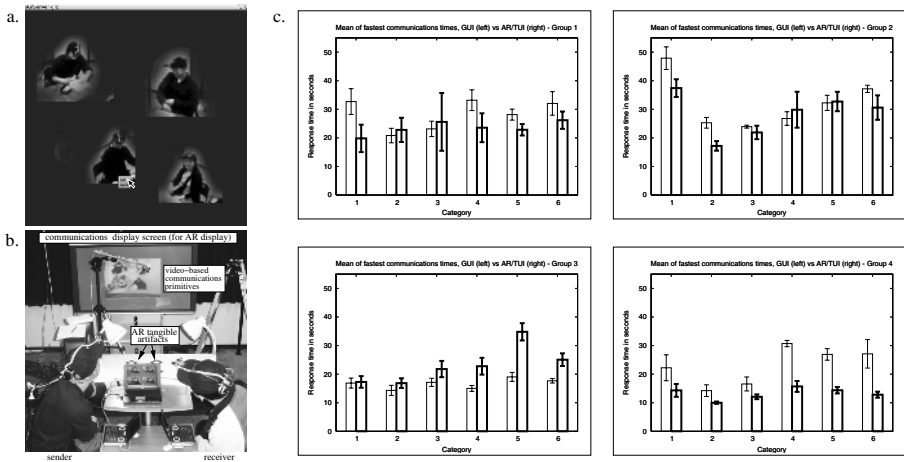 a.
b.
communications display screen (for AR display)
video-based
communications
primitives
AR tangible
artifacts
sender
receiver
c.
Mean of fastest communications times, GUI (left) vs AR/TUI (right) - Group 1
Response time in seconds
50
40
30
20
10
0
1 2 3 4 5 6
Category
Mean of fastest communications times, GUI (left) vs AR/TUI (right) - Group 2
Response time in seconds
50
40
30
20
10
0
1 2 3 4 5 6
Category
Mean of fastest communications times, GUI (left) vs AR/TUI (right) - Group 3
Response time in seconds
50
40
30
20
10
0
1 2 3 4 5 6
Category
Mean of fastest communications times, GUI (left) vs AR/TUI (right) - Group 4
Response time in seconds
50
40
30
20
10
0
1 2 3 4 5 6
Category